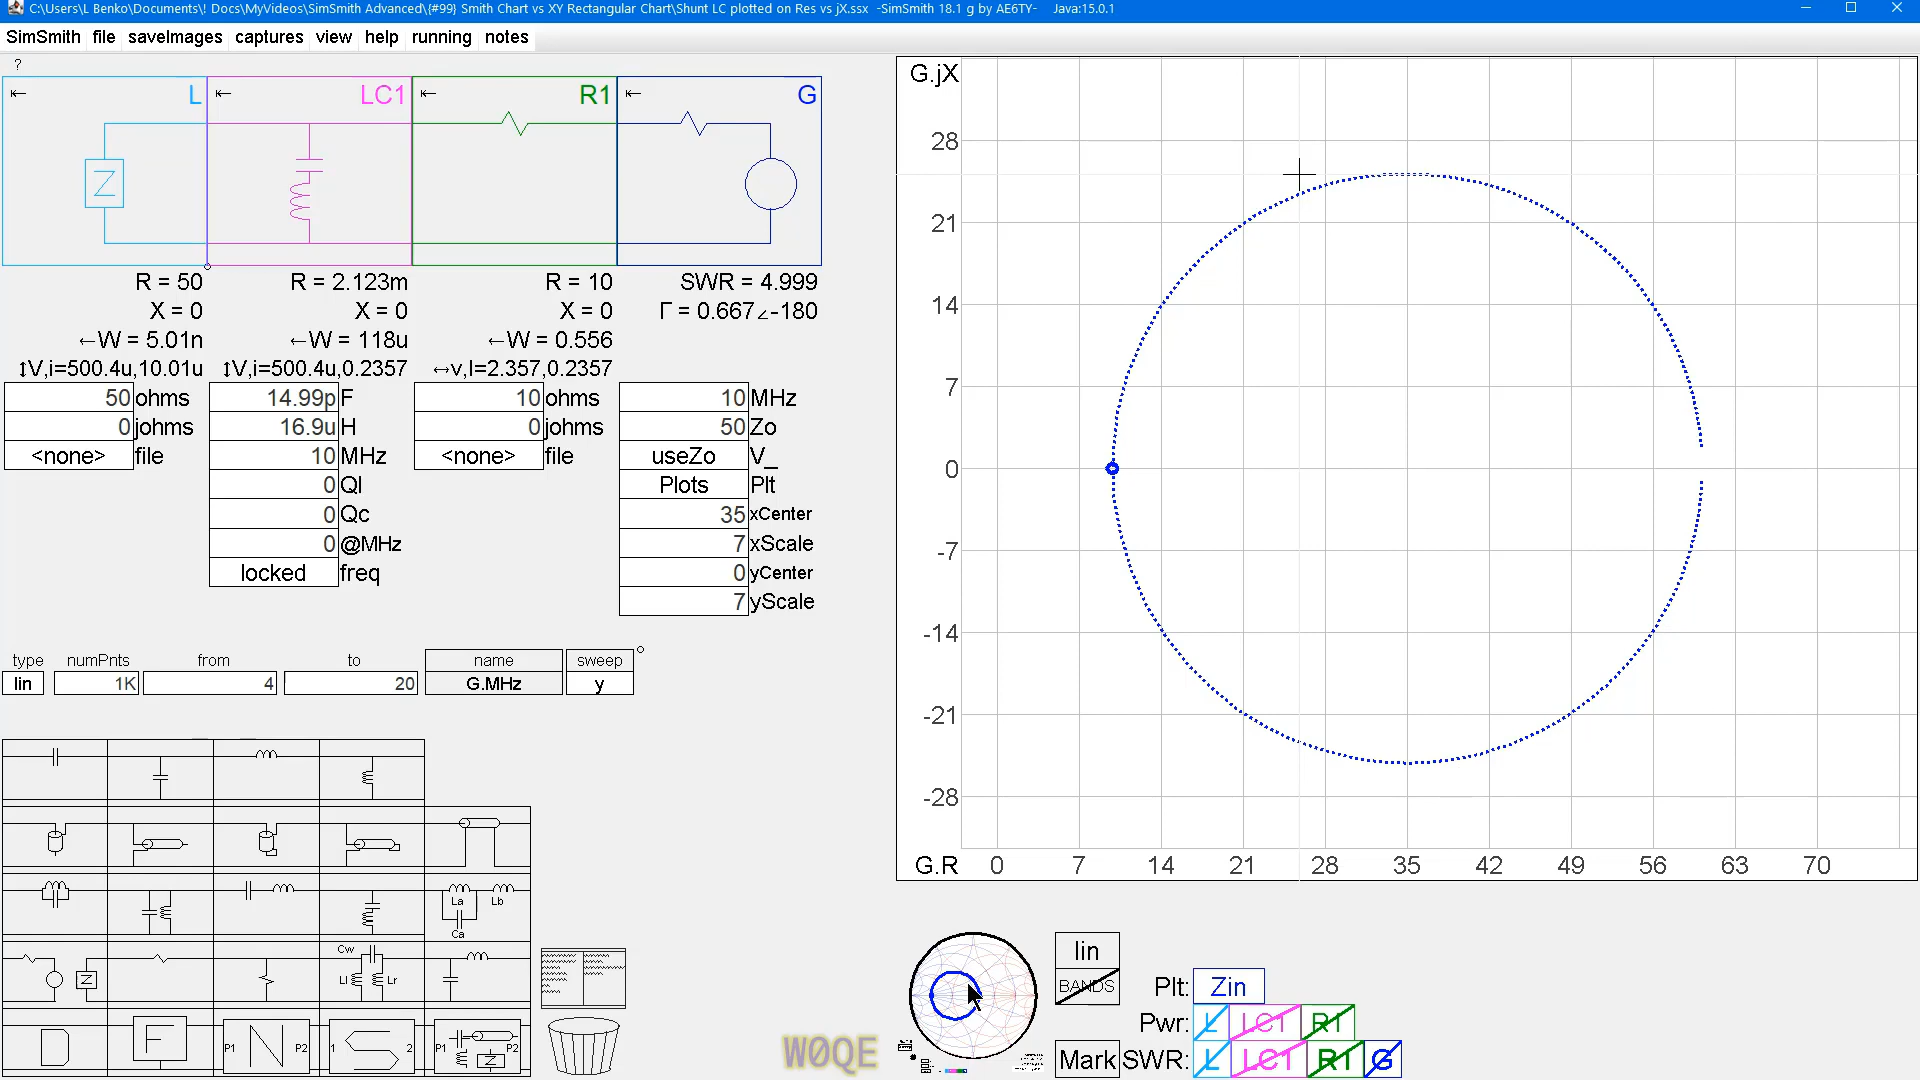 C:\Users\L Benko\Documents\! Docs\MyVideos\SimSmith Advanced\{#99} Smith Chart vs XY Rectangular Chart\Shunt LC plotted on Res vs jX.ssx -SimSmith 18.1 g by AE6TY- Java:15.0.1
SimSmith file saveImages captures view help running notes
?
← L ← LC1 ← R1 ← G
Z
R = 50 R = 2.123m R = 10 SWR = 4.999
X = 0 X = 0 X = 0 Γ = 0.667∠-180
←W = 5.01n ←W = 118u ←W = 0.556
↕V,i=500.4u,10.01u ↕V,i=500.4u,0.2357 ↔v,I=2.357,0.2357
50 ohms 14.99p F 10 ohms 10 MHz
0 johms 16.9u H 0 johms 50 Zo
<none> file 10 MHz <none> file useZo V_
0 Ql Plots Plt
0 Qc 35 xCenter
0 @MHz 7 xScale
locked freq 0 yCenter
7 yScale
type numPnts from to name sweep
lin 1K 4 20 G.MHz y
La Lb
Ca
Z Cw
Ll Lr
D F P1 N P2 1 S 2 P1 Z P2
G.jX
28
21
14
7
0
-7
-14
-21
-28
G.R 0 7 14 21 28 35 42 49 56 63 70
W0QE
lin
BANDS
Plt: Zin
Pwr: L LC1 R1
Mark SWR: L LC1 R1 G